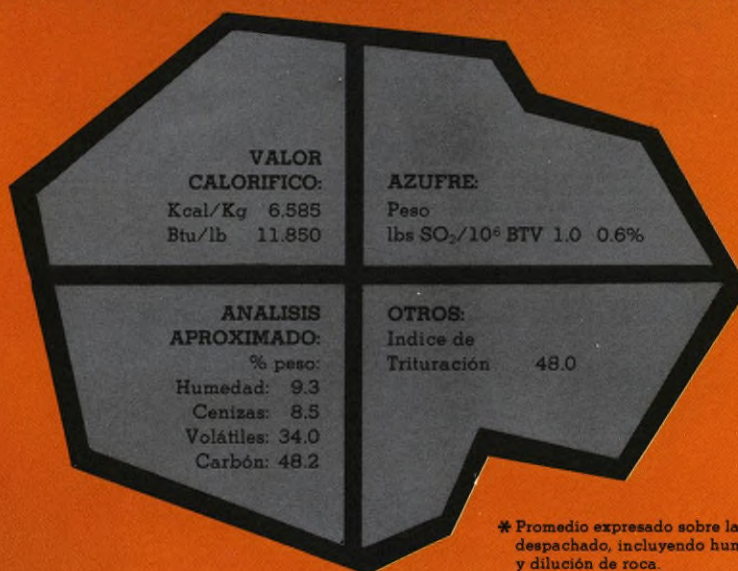 VALOR
CALORIFICO:
Kcal/Kg 6.585
Btu/lb 11.850
AZUFRE:
Peso
lbs SO₂/10⁶ BTV 1.0 0.6%
ANALISIS
APROXIMADO:
% peso:
Humedad: 9.3
Cenizas: 8.5
Volátiles: 34.0
Carbón: 48.2
OTROS:
Indice de
Trituración 48.0
* Promedio expresado sobre la
despachado, incluyendo
y dilución de roca.